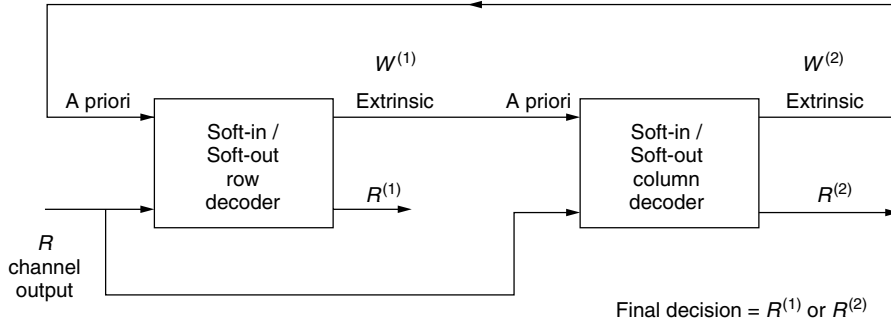 W(1)
W(2)
A priori
Extrinsic
A priori
Extrinsic
Soft-in /
Soft-out
row
decoder
Soft-in /
Soft-out
column
decoder
R(1)
R(2)
R
channel
output
Final decision = R(1) or R(2)